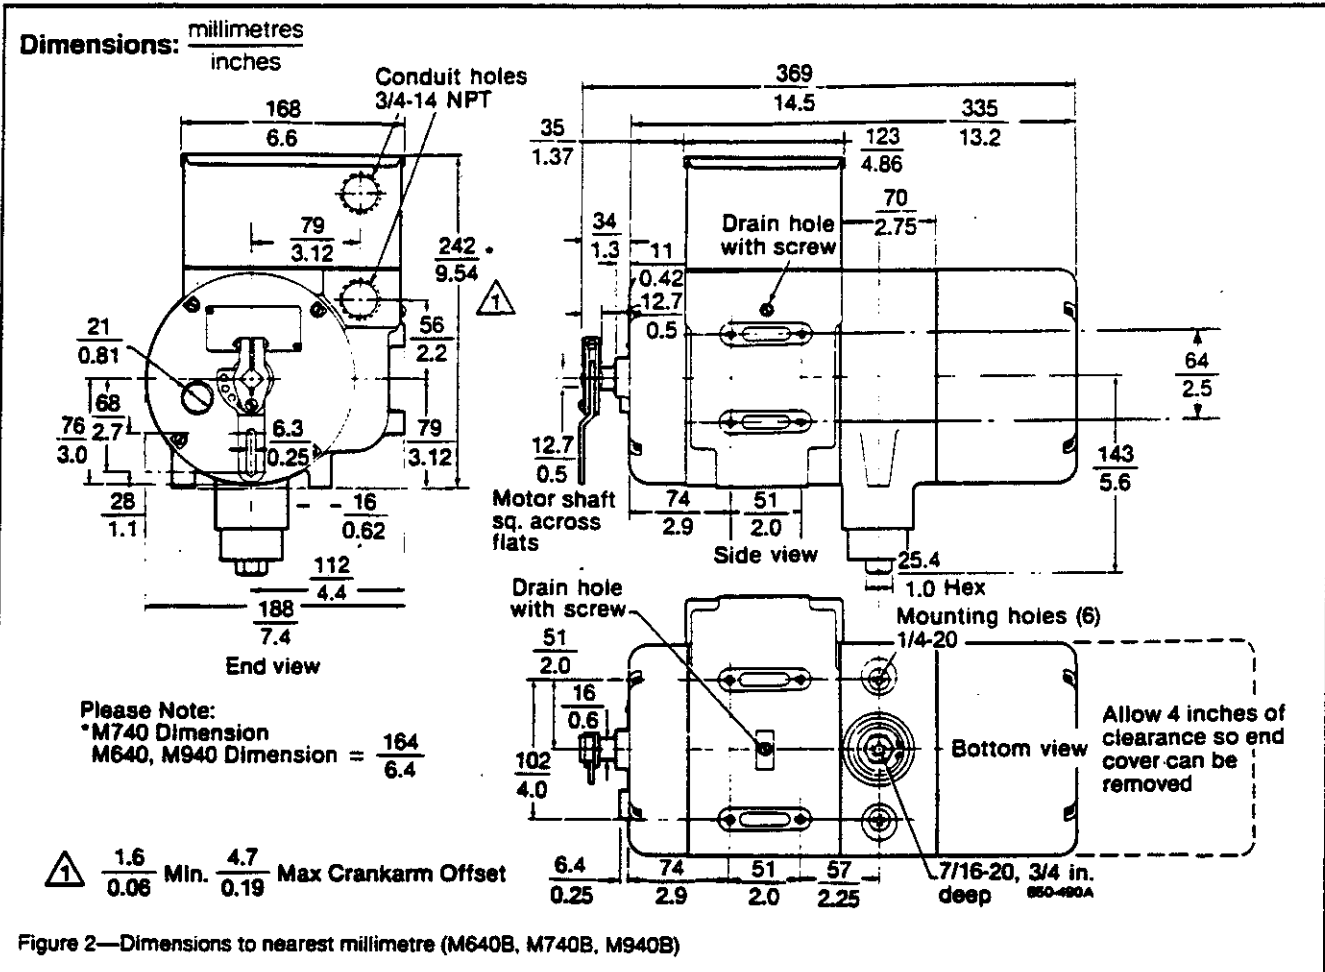 Dimensions: millimetres
inches
Conduit holes
3/4-14 NPT
168
6.6
79
3.12
242 *
9.54
1
56
2.2
21
0.81
68
2.7
76
3.0
6.3
0.25
79
3.12
28
1.1
16
0.62
112
4.4
188
7.4
End view
369
14.5
335
13.2
35
1.37
123
4.86
70
2.75
34
1.3
Drain hole
with screw
11
0.42
12.7
0.5
64
2.5
12.7
0.5
143
5.6
Motor shaft
sq. across
flats
74
2.9
51
2.0
Side view
25.4
1.0 Hex
Drain hole
with screw
Mounting holes (6)
1/4-20
51
2.0
16
0.6
102
4.0
Bottom view
Allow 4 inches of
clearance so end
cover can be
removed
6.4
0.25
74
2.9
51
2.0
57
2.25
7/16-20, 3/4 in.
deep
850-490A
Please Note:
*M740 Dimension
M640, M940 Dimension = 164
6.4
1 1.6 Min. 4.7 Max Crankarm Offset
0.06 0.19
Figure 2—Dimensions to nearest millimetre (M640B, M740B, M940B)